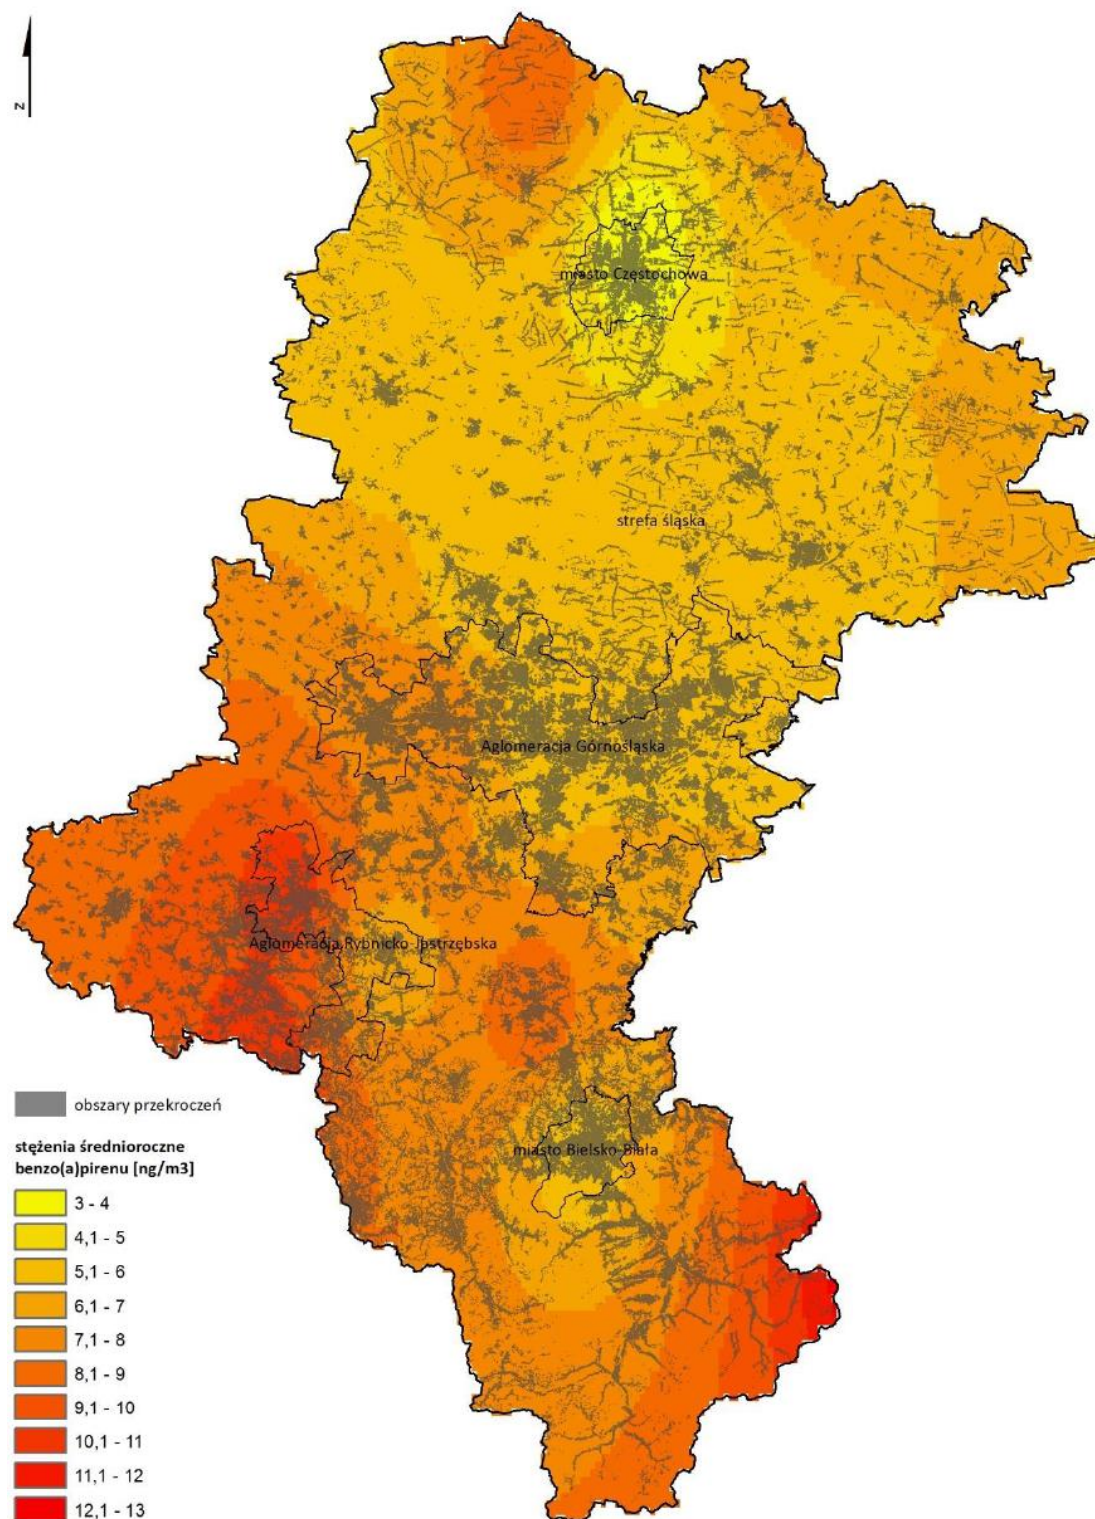 z
miasto Częstochowa
strefa śląska
Aglomeracja Górnośląska
Aglomeracja Rybnicko-Jastrzębska
miasto Bielsko-Biała
obszary przekroczeń
stężenia średnioroczne
benzo(a)pirenu [ng/m3]
3 - 4
4,1 - 5
5,1 - 6
6,1 - 7
7,1 - 8
8,1 - 9
9,1 - 10
10,1 - 11
11,1 - 12
12,1 - 13